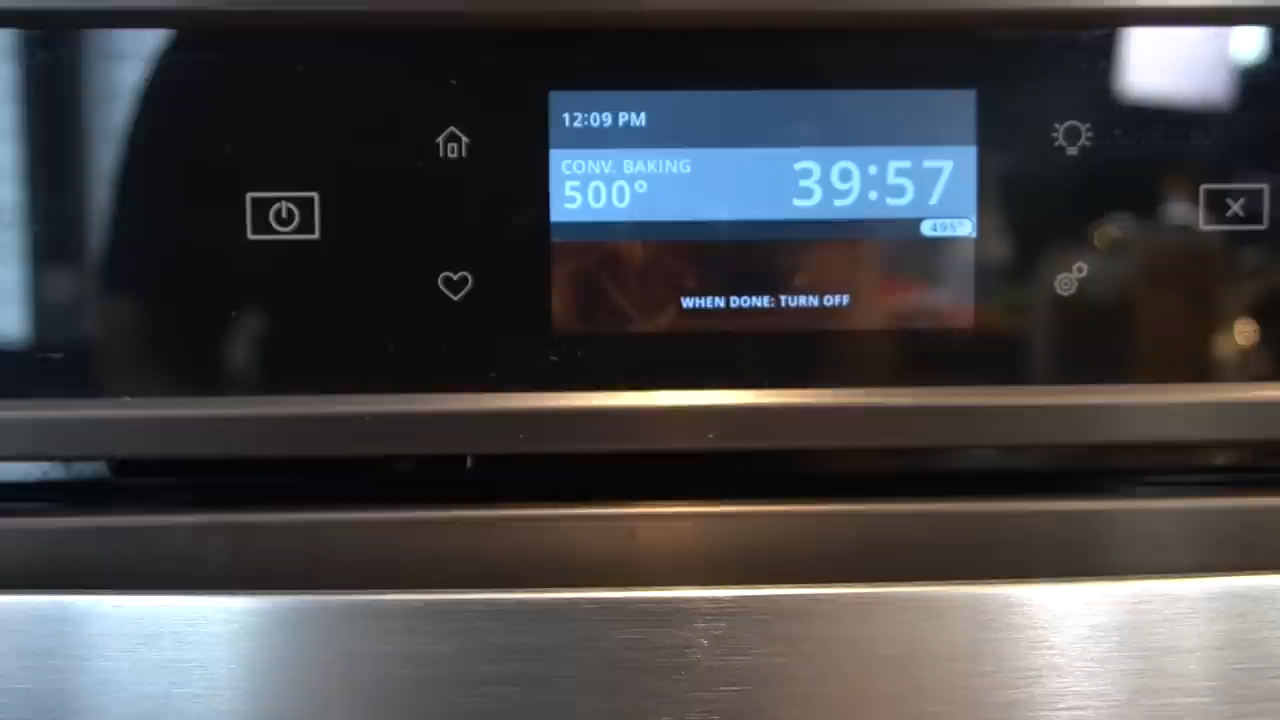 12:09 PM
CONV. BAKING
500°
39:57
495°
WHEN DONE: TURN OFF